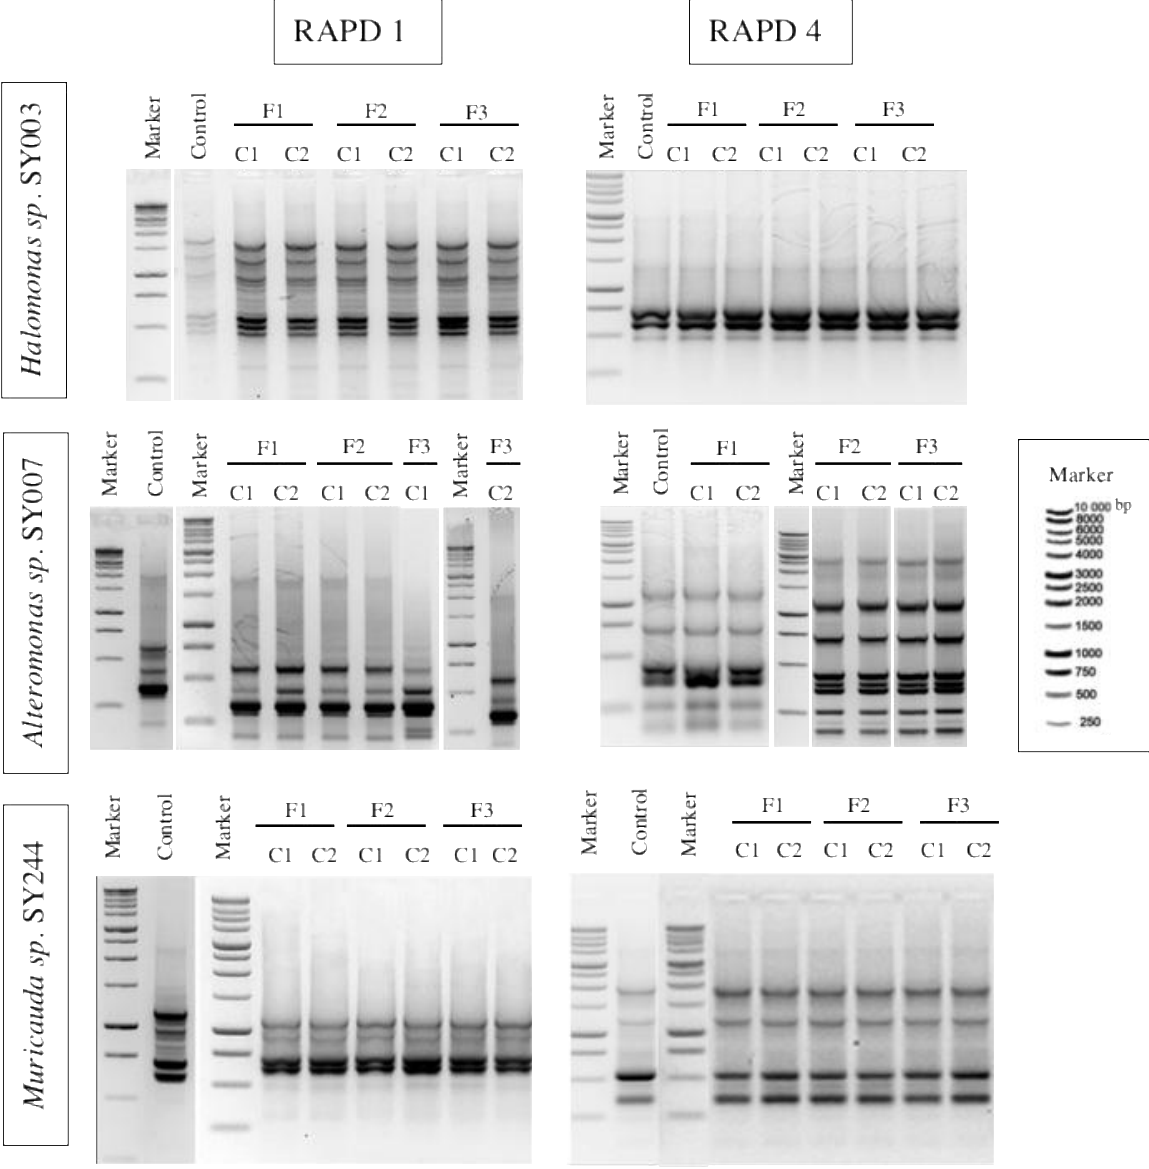 RAPD 1
RAPD 4
Halomonas sp. SY003
Marker
Control
F1
F2
F3
C1 C2 C1 C2 C1 C2
Marker
Control
F1
F2
F3
C1 C2 C1 C2 C1 C2
Alteromonas sp. SY007
Marker
Control
Marker
F1
F2
F3
C1 C2 C1 C2 C1
Marker
F3
C2
Marker
Control
F1
C1 C2
Marker
F2
F3
C1 C2 C1 C2
Marker
10 000 bp
8000
6000
5000
4000
3000
2500
2000
1500
1000
750
500
250
Muricauda sp. SY244
Marker
Control
Marker
F1
F2
F3
C1 C2 C1 C2 C1 C2
Marker
Control
Marker
F1
F2
F3
C1 C2 C1 C2 C1 C2